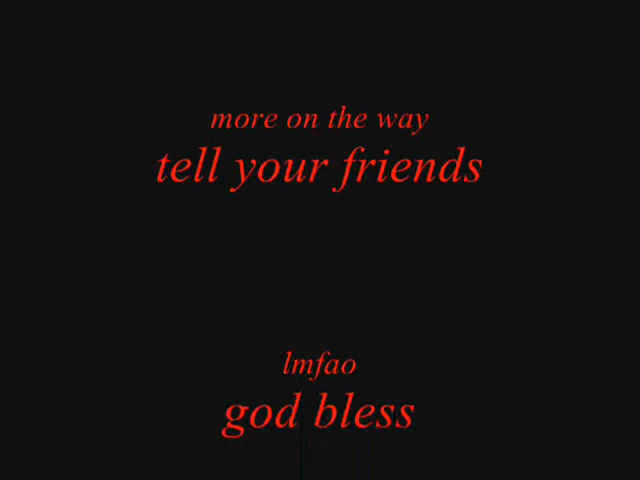 more on the way
tell your friends
lmfao
god bless